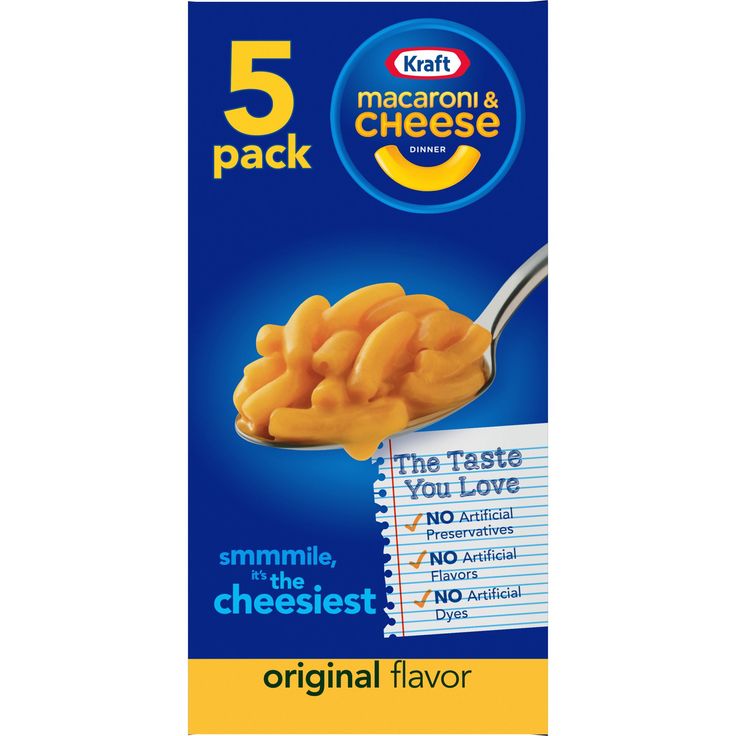 5
pack
Kraft
macaroni &
CHEESE
DINNER
The Taste
You Love
NO Artificial
Preservatives
NO Artificial
Flavors
NO Artificial
Dyes
smmmile,
it's the
cheesiest
original flavor